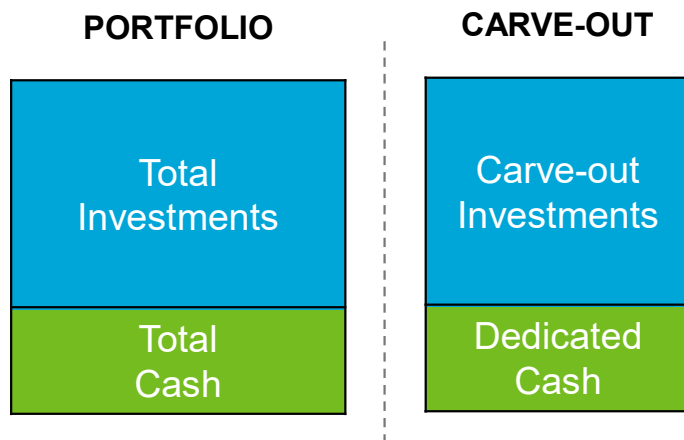 PORTFOLIO
Total
Investments
Total
Cash
CARVE-OUT
Carve-out
Investments
Dedicated
Cash